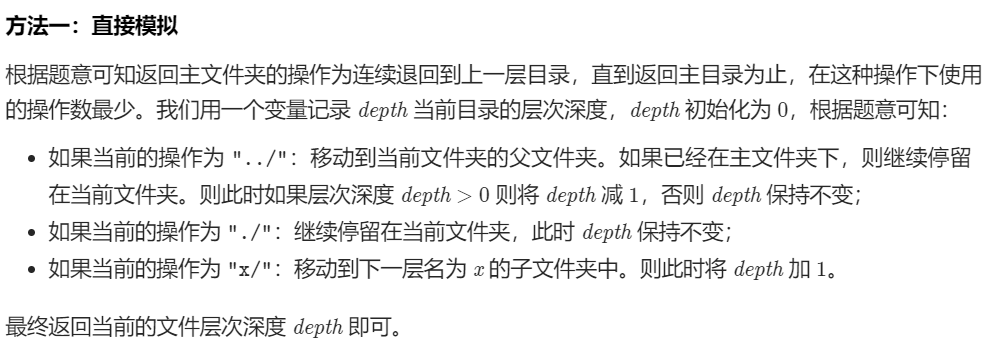 方法一：直接模拟
根据题意可知返回主文件夹的操作为连续退回到上一层目录，直到返回主目录为止，在这种操作下使用
的操作数最少。我们用一个变量记录 depth 当前目录的层次深度，depth 初始化为 0，根据题意可知：
• 如果当前的操作为 "../"：移动到当前文件夹的父文件夹。如果已经在主文件夹下，则继续停留
在当前文件夹。则此时如果层次深度 depth > 0 则将 depth 减 1，否则 depth 保持不变；
• 如果当前的操作为 "./"：继续停留在当前文件夹，此时 depth 保持不变；
• 如果当前的操作为 "x/"：移动到下一层名为 x 的子文件夹中。则此时将 depth 加 1。
最终返回当前的文件层次深度 depth 即可。